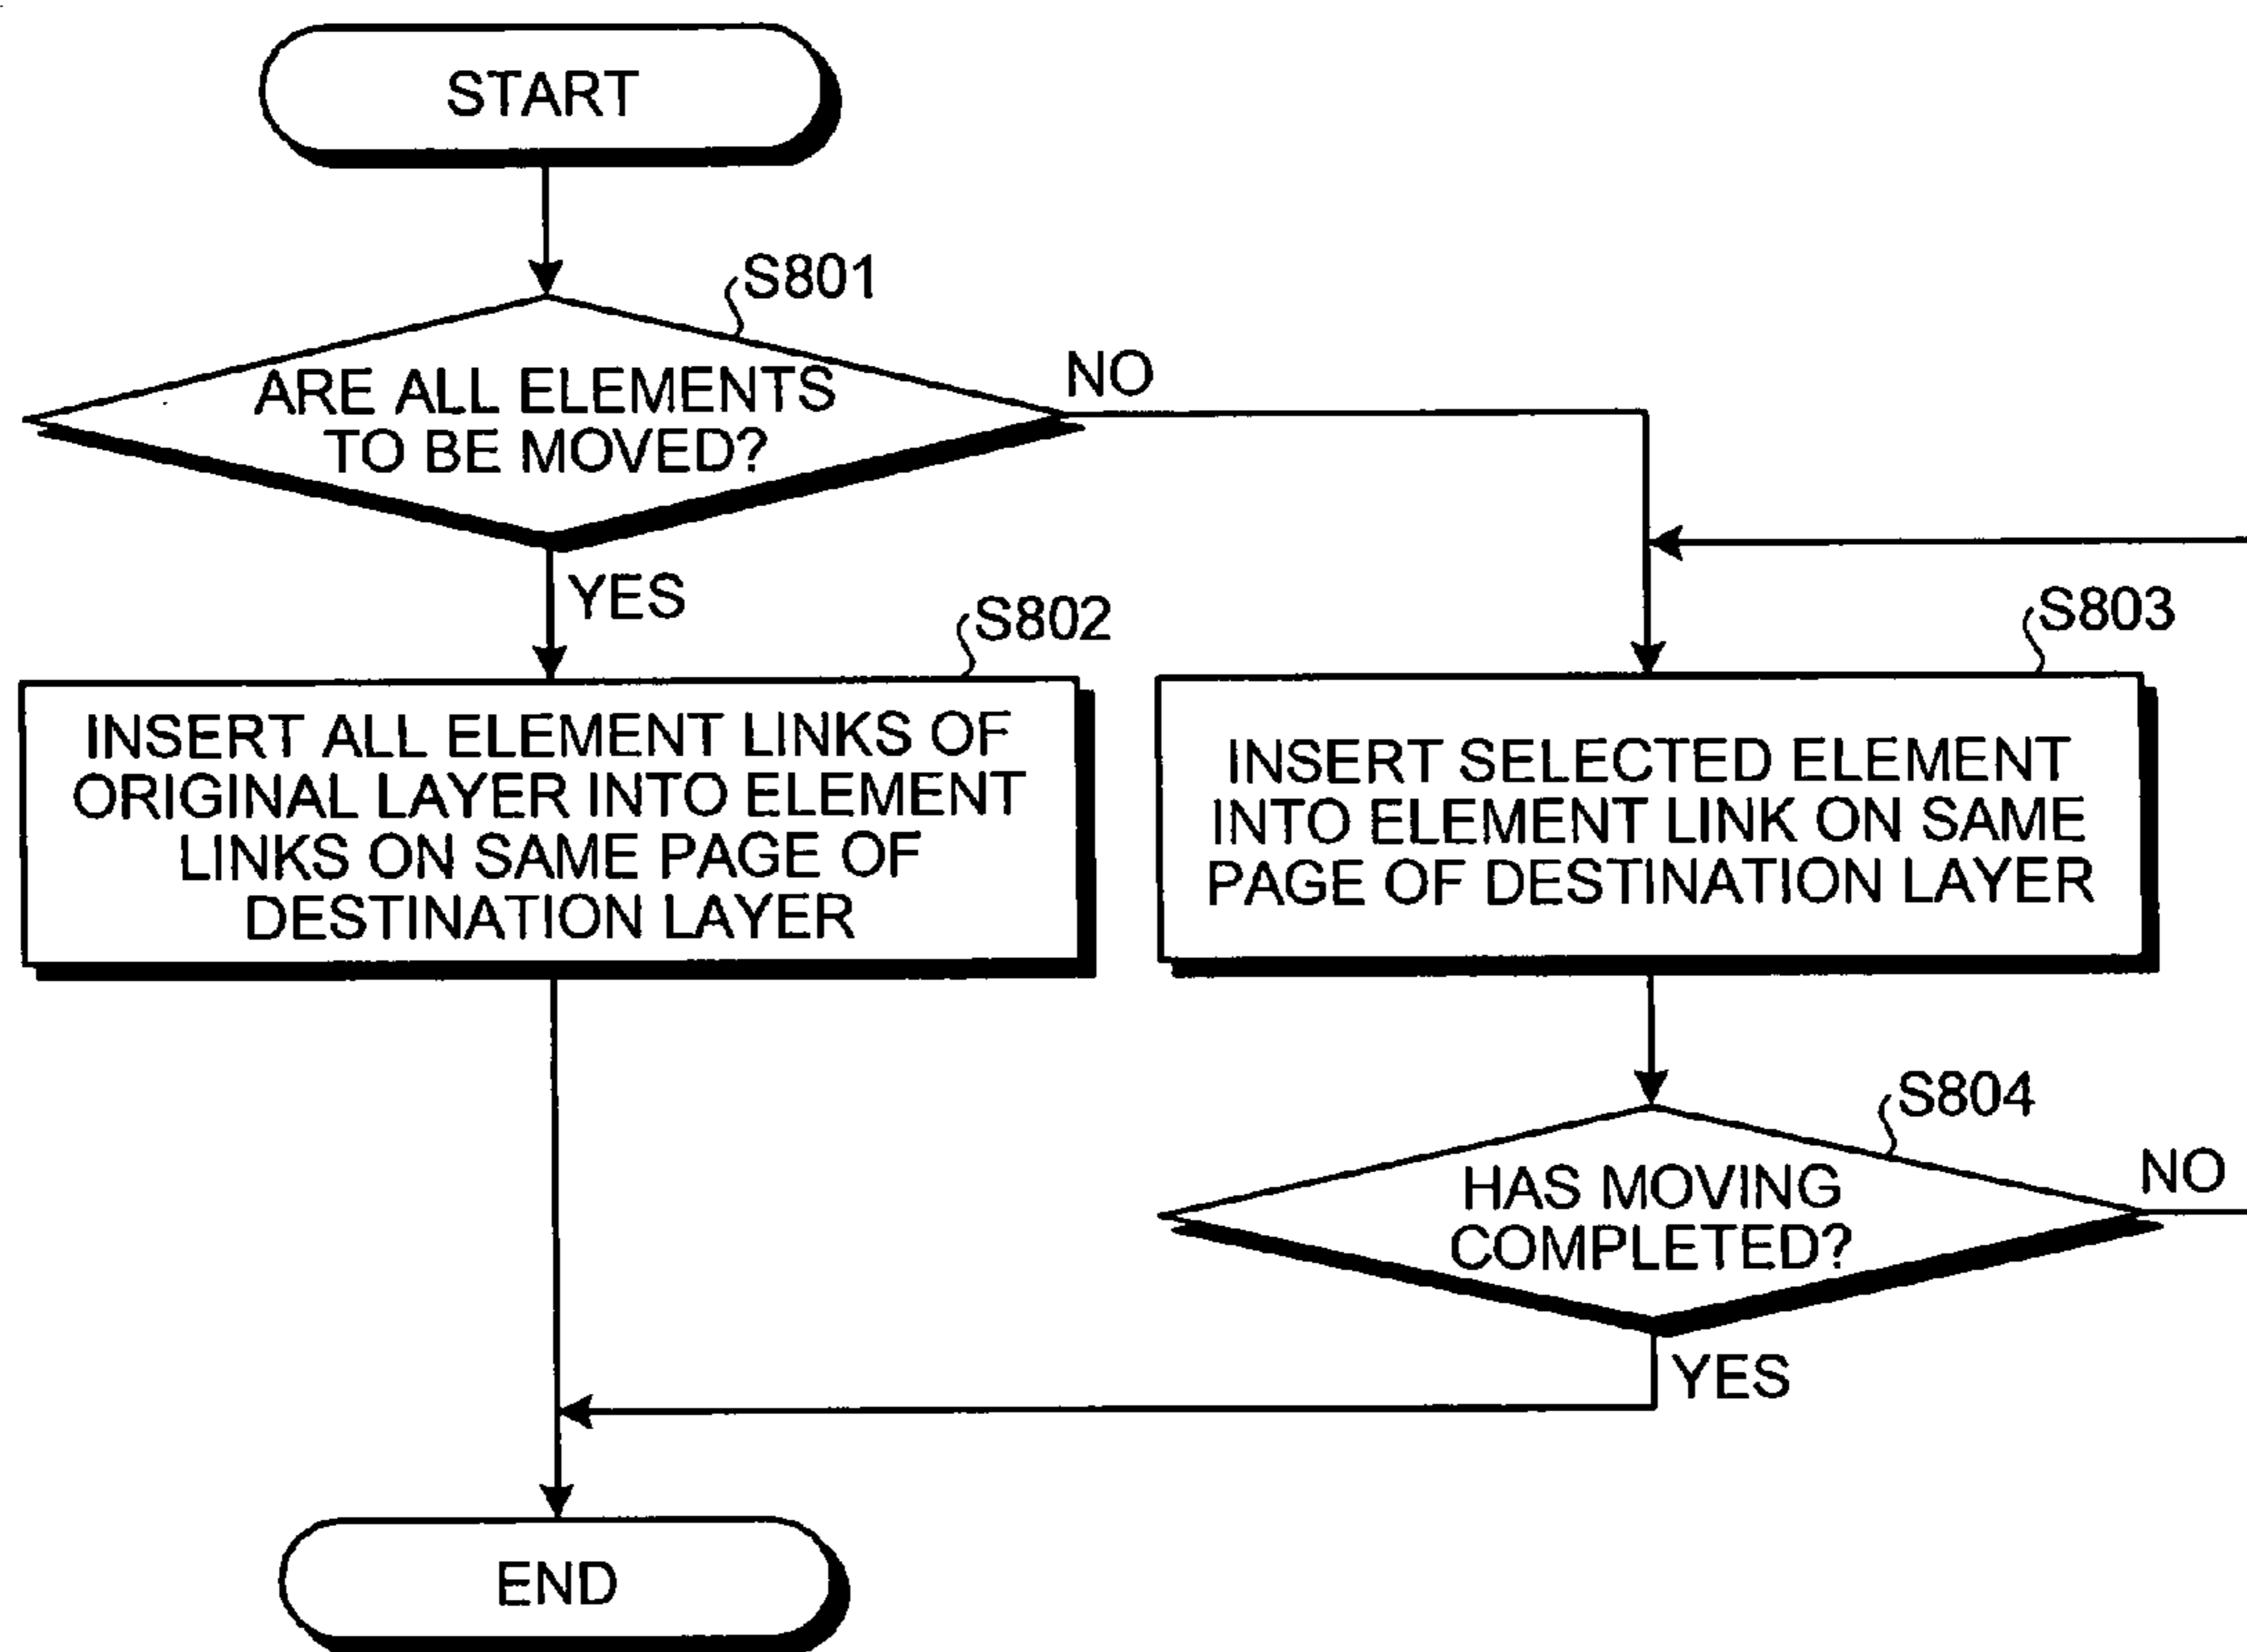 START
S801
ARE ALL ELEMENTS
TO BE MOVED?
NO
YES
S802
INSERT ALL ELEMENT LINKS OF
ORIGINAL LAYER INTO ELEMENT
LINKS ON SAME PAGE OF
DESTINATION LAYER
S803
INSERT SELECTED ELEMENT
INTO ELEMENT LINK ON SAME
PAGE OF DESTINATION LAYER
S804
HAS MOVING
COMPLETED?
NO
YES
END